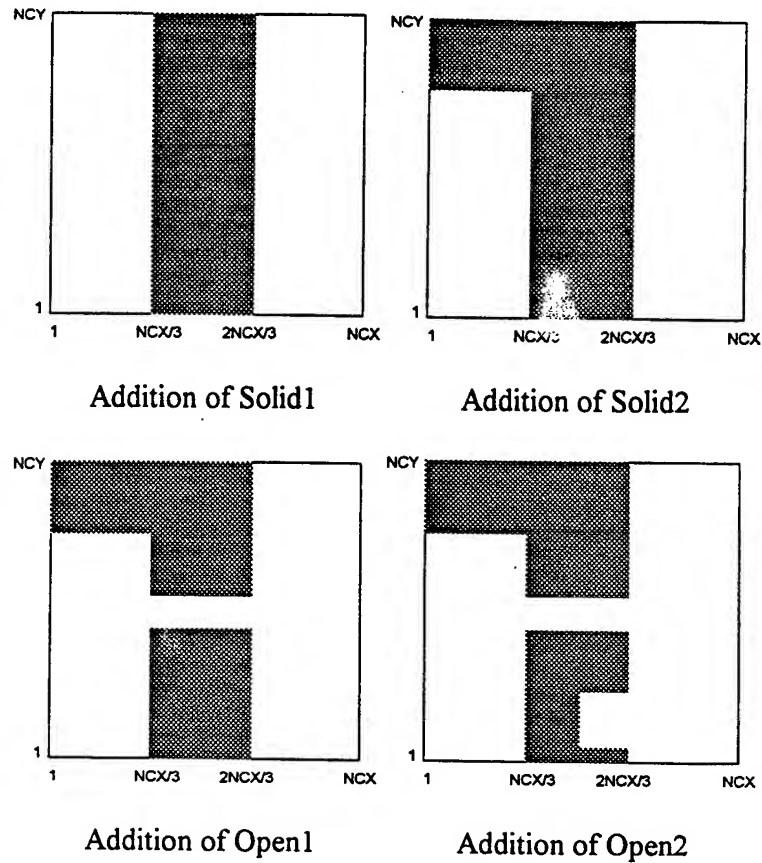 NCY
1
1 NCX/3 2NCX/3 NCX
Addition of Solid1
NCY
1
1 NCX/3 2NCX/3 NCX
Addition of Solid2
NCY
1
1 NCX/3 2NCX/3 NCX
Addition of Open1
NCY
1
1 NCX/3 2NCX/3 NCX
Addition of Open2